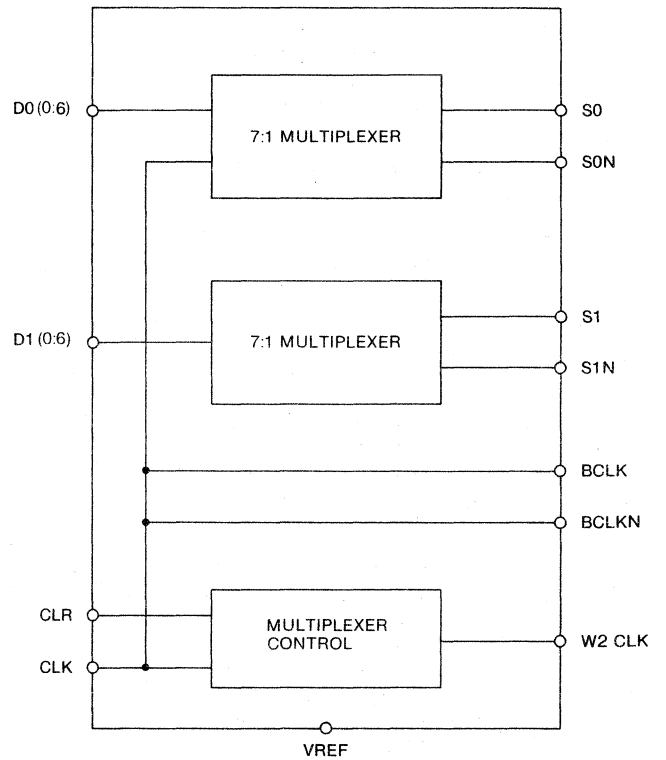 D0 (0:6)
7:1 MULTIPLEXER
S0
S0N
D1 (0:6)
7:1 MULTIPLEXER
S1
S1N
BCLK
BCLKN
CLR
CLK
MULTIPLEXER
CONTROL
W2 CLK
VREF